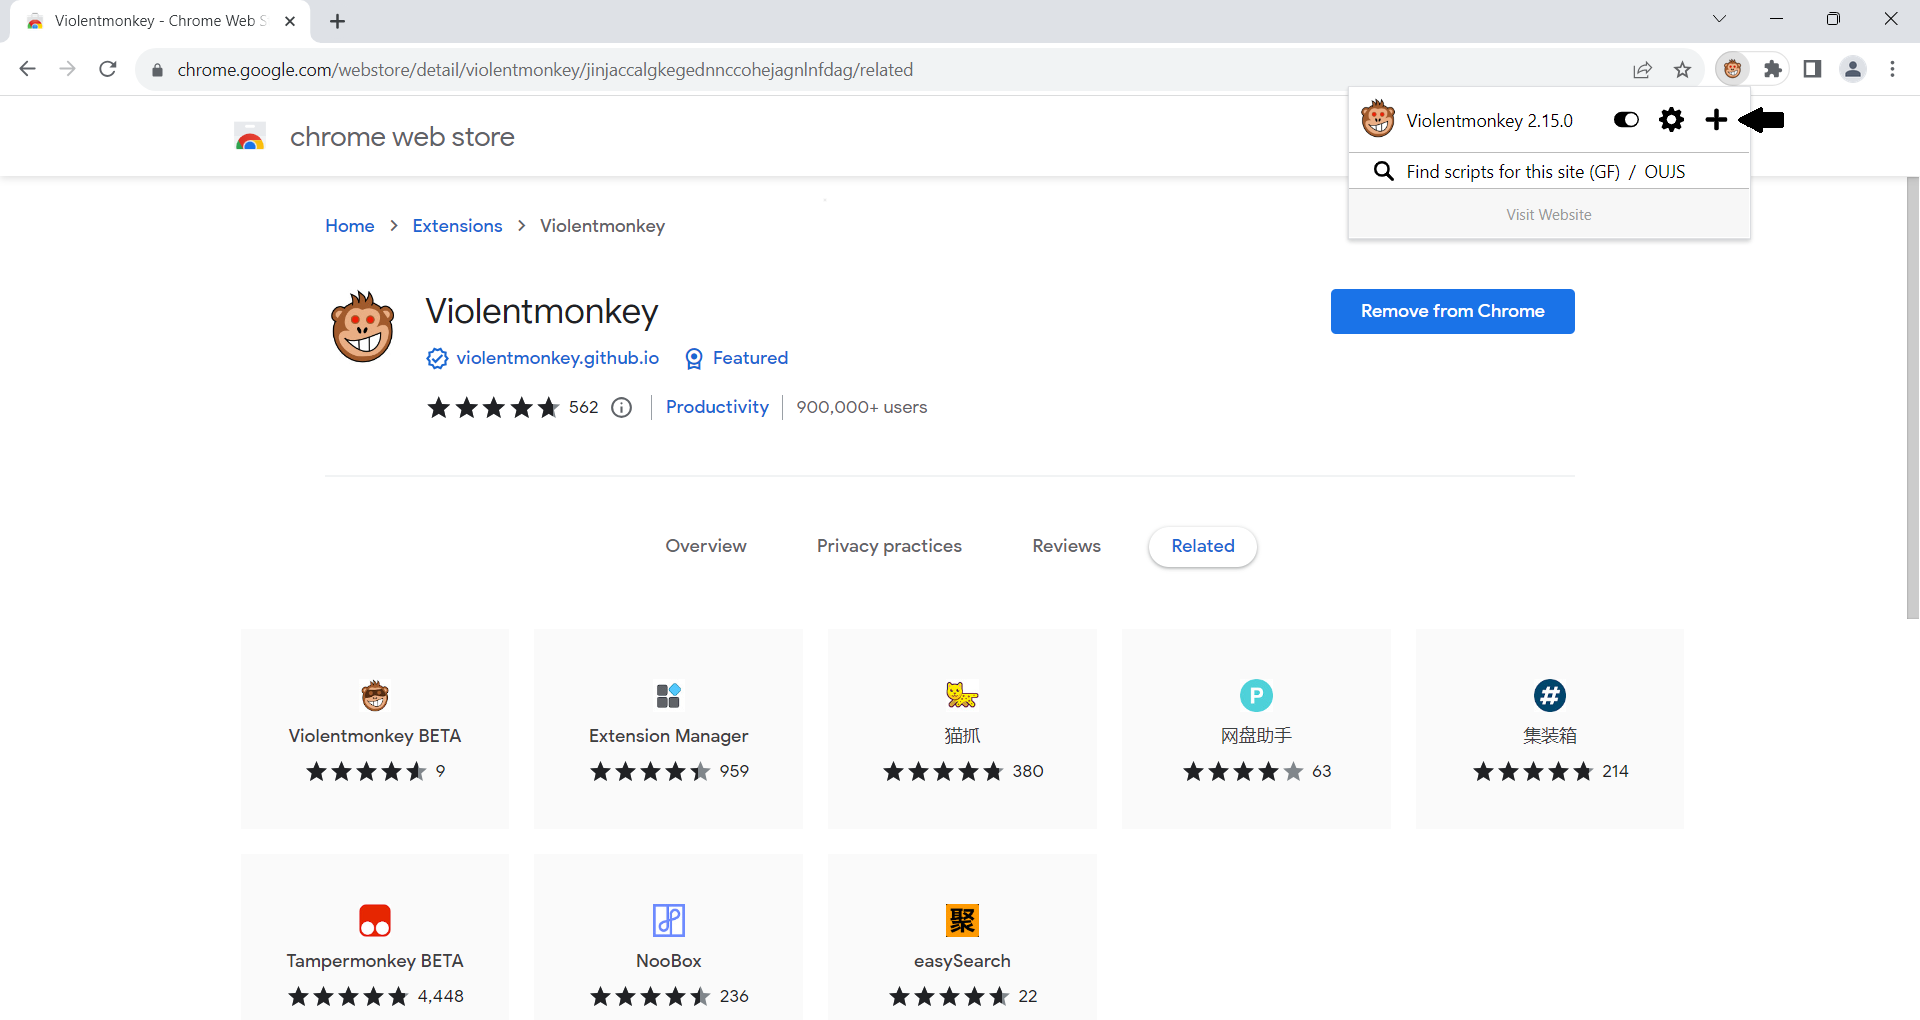 Violentmonkey - Chrome Web S
chrome.google.com/webstore/detail/violentmonkey/jinjaccalgkegednnccohejagnlnfdag/related
Violentmonkey 2.15.0
Find scripts for this site (GF) / OUJS
Visit Website
chrome web store
Home > Extensions > Violentmonkey
Violentmonkey
Remove from Chrome
violentmonkey.github.io Featured
562 Productivity 900,000+ users
Overview Privacy practices Reviews Related
Violentmonkey BETA Extension Manager 猫抓 网盘助手 集装箱
9 959 380 63 214
Tampermonkey BETA NooBox 聚 easySearch
4,448 236 22